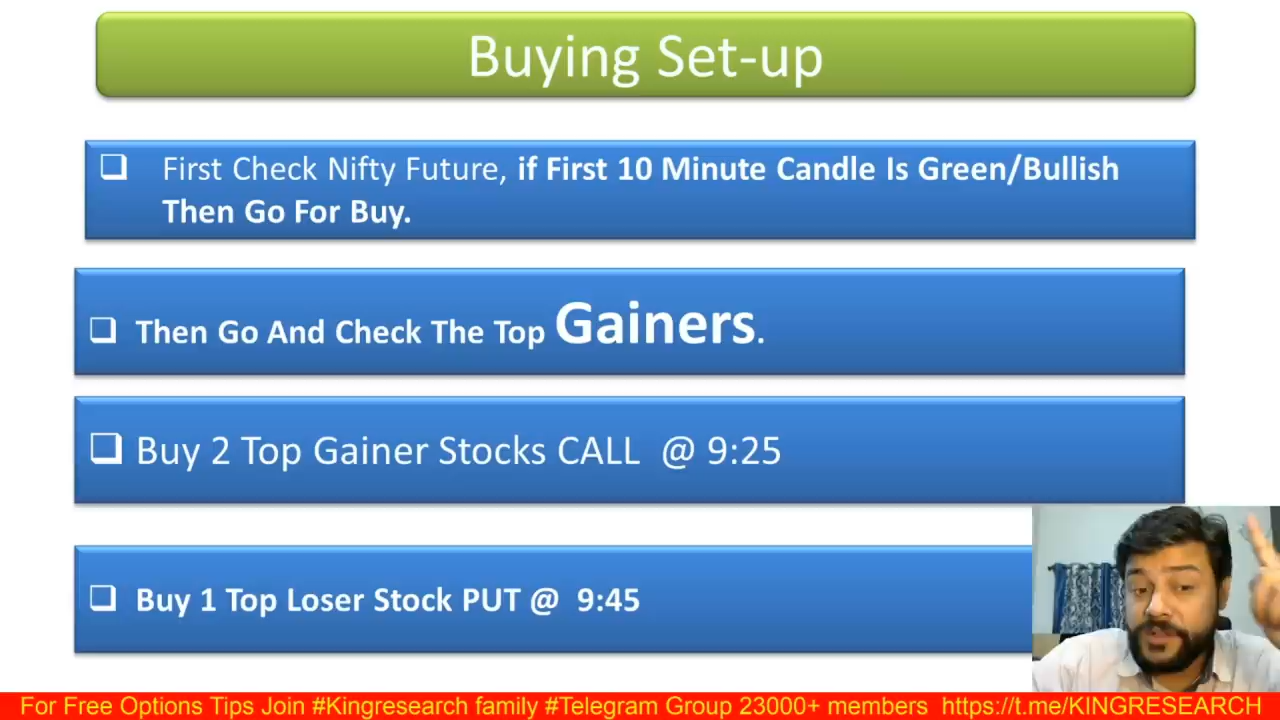 Buying Set-up
❑ First Check Nifty Future, if First 10 Minute Candle Is Green/Bullish
Then Go For Buy.
❑ Then Go And Check The Top Gainers.
❑ Buy 2 Top Gainer Stocks CALL @ 9:25
❑ Buy 1 Top Loser Stock PUT @ 9:45
For Free Options Tips Join #Kingresearch family #Telegram Group 23000+ members https://t.me/KINGRESEARCH